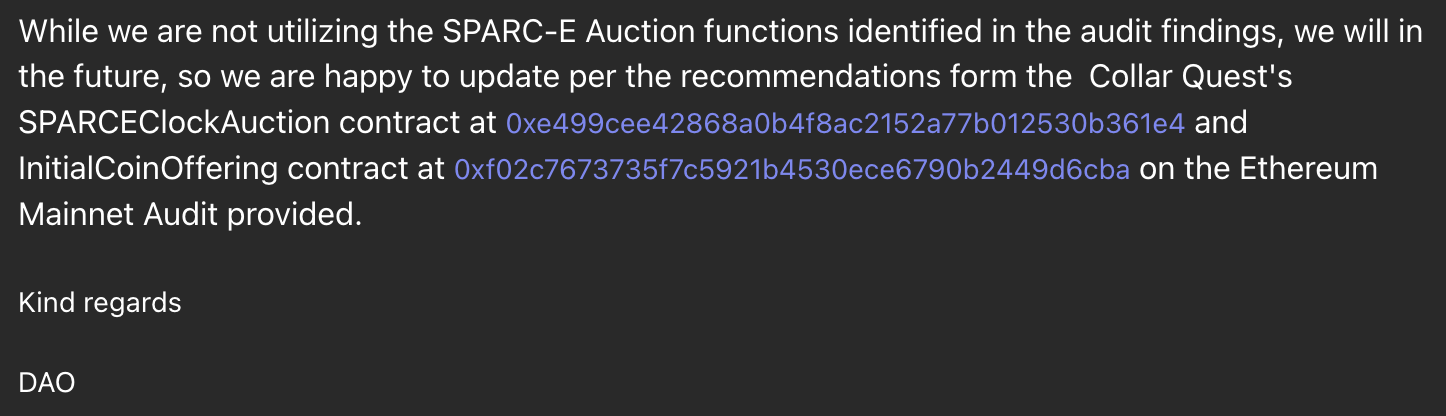 While we are not utilizing the SPARC-E Auction functions identified in the audit findings, we will in
the future, so we are happy to update per the recommendations form the  Collar Quest's
SPARCEClockAuction contract at 0xe499cee42868a0b4f8ac2152a77b012530b361e4 and
InitialCoinOffering contract at 0xf02c7673735f7c5921b4530ece6790b2449d6cba on the Ethereum
Mainnet Audit provided.
Kind regards
DAO